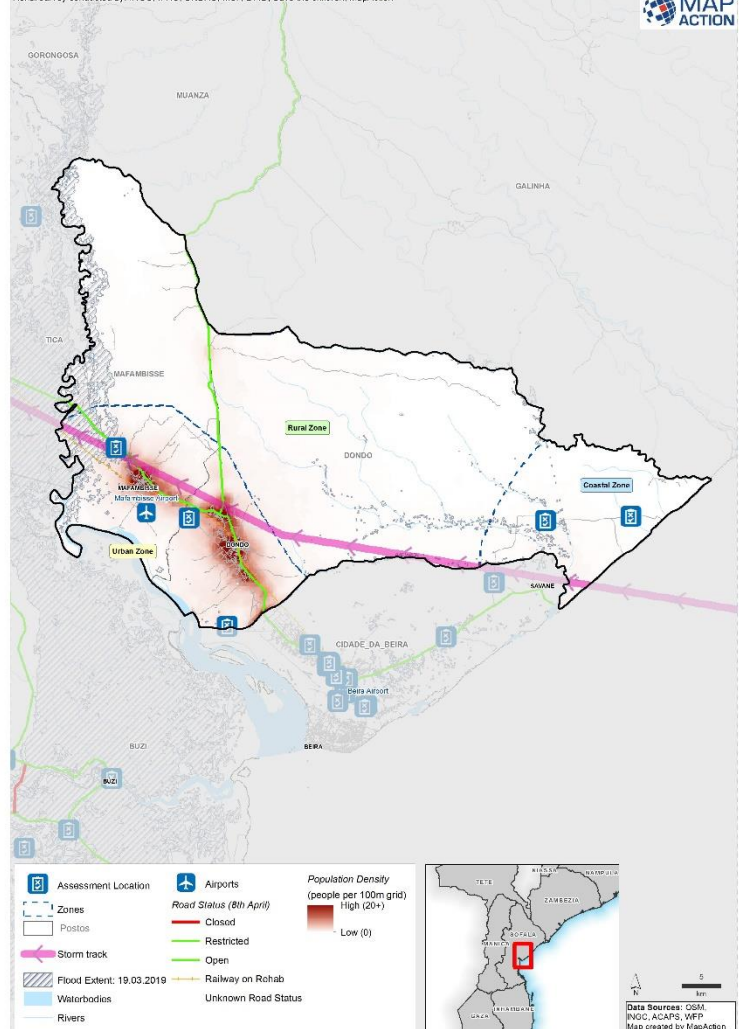 MAP
ACTION
GORONGOSA
MUANZA
GALINHA
TICA
MAFAMBISSE
Rural Zone
DONDO
Coastal Zone
MAFAMBISSE
Mafambisse Airport
DONDO
Urban Zone
SAVANE
CIDADE_DA_BEIRA
Beira Airport
BEIRA
BUZI
BUZI
Assessment Location
Zones
Postos
Storm track
Flood Extent: 19.03.2019
Waterbodies
Rivers
Airports
Road Status (8th April)
Closed
Restricted
Open
Railway on Rohab
Unknown Road Status
Population Density
(people per 100m grid)
High (20+)
Low (0)
TETE
NIASSA
NAMPULA
ZAMBEZIA
SOFALA
MANICA
INHAMBANE
GAZA
N
5
km
Data Sources: OSM,
INGC, ACAPS, WFP
Map created by MapAction